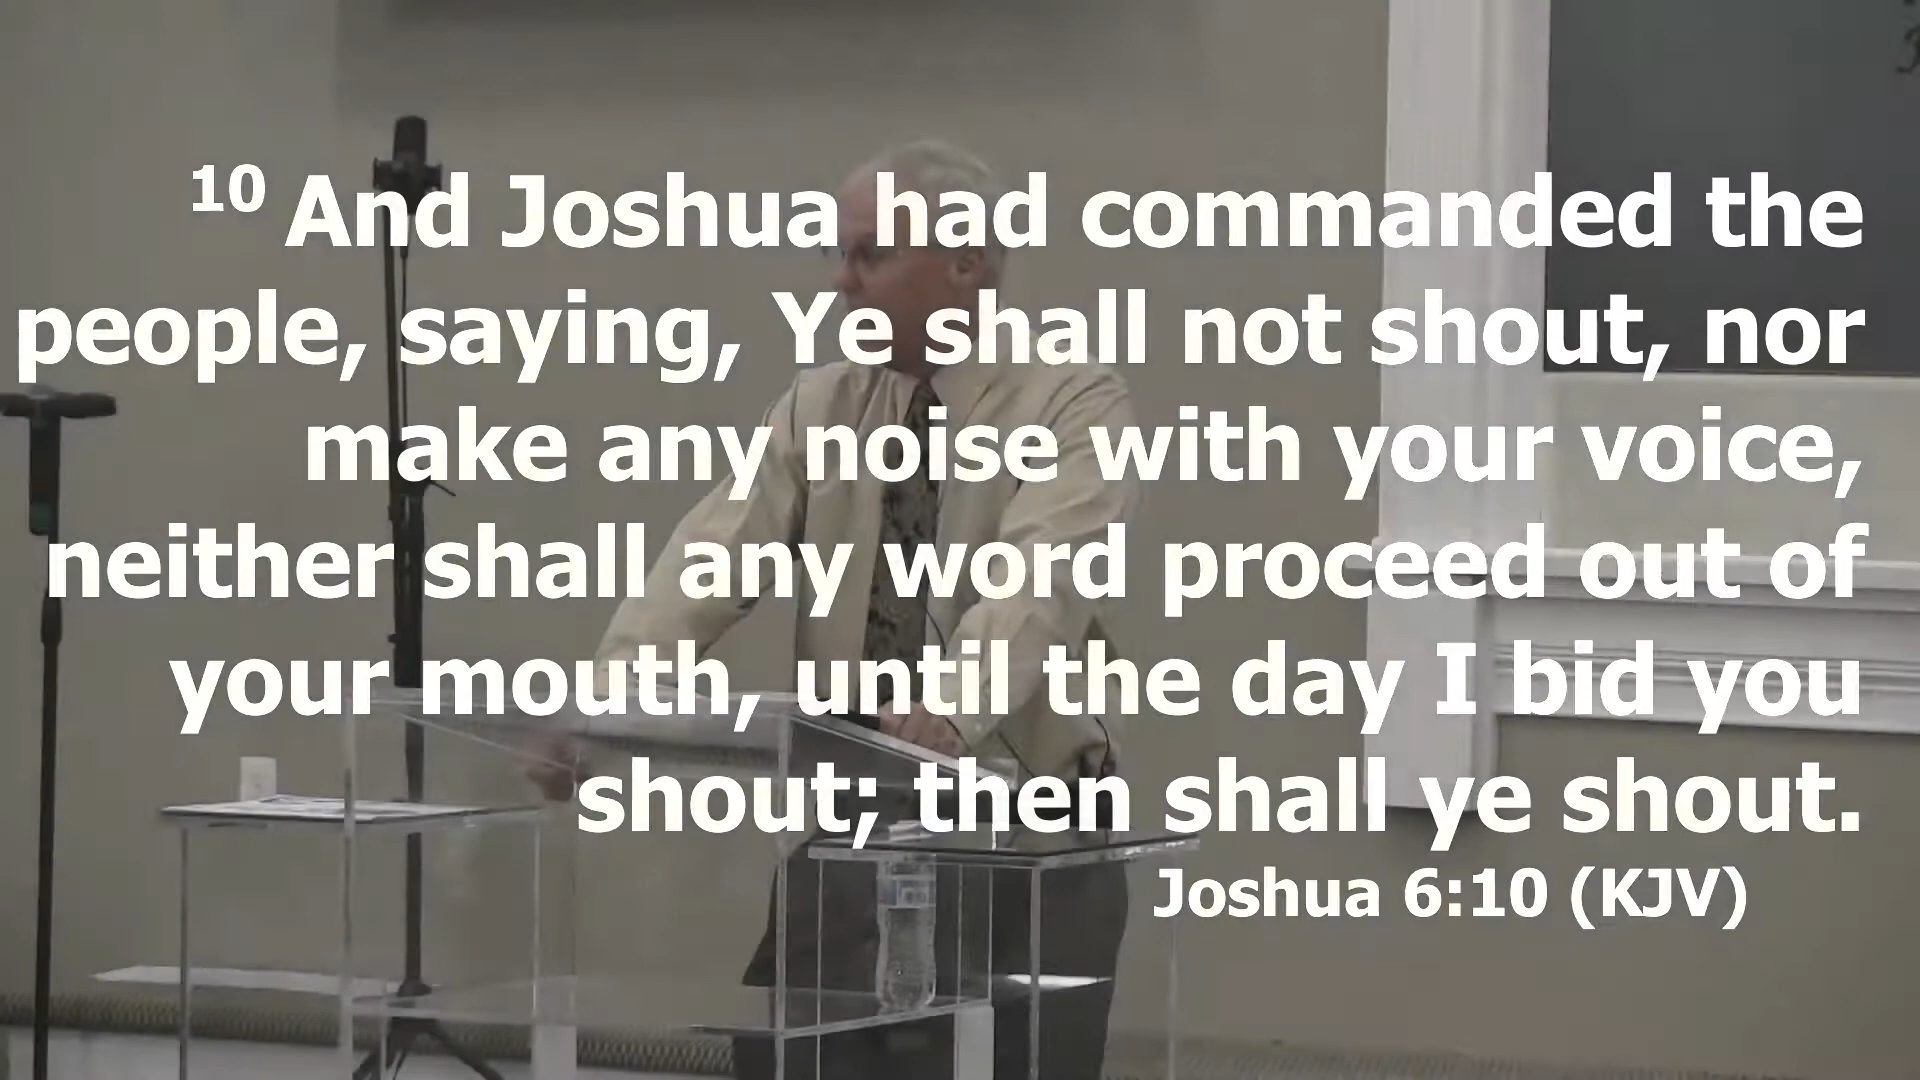 10 And Joshua had commanded the
people, saying, Ye shall not shout, nor
make any noise with your voice,
neither shall any word proceed out of
your mouth, until the day I bid you
shout; then shall ye shout.
Joshua 6:10 (KJV)